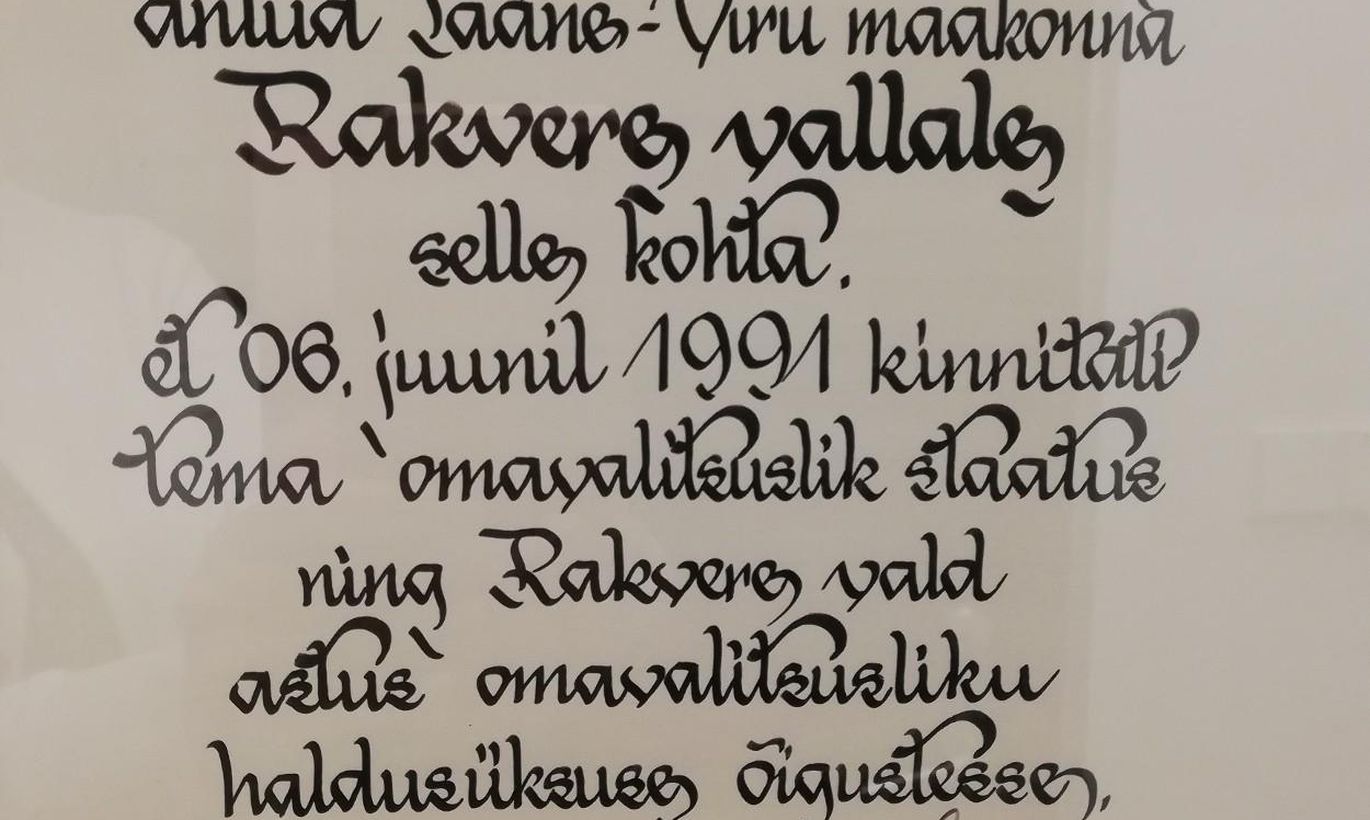 antud Lääne-Viru maakonna
Rakvere vallale
selle kohta,
et 06. juunil 1991 kinnitati
tema omavalitsuslik staatus
ning Rakvere vald
astus omavalitsusliku
haldusüksuse õigustesse,